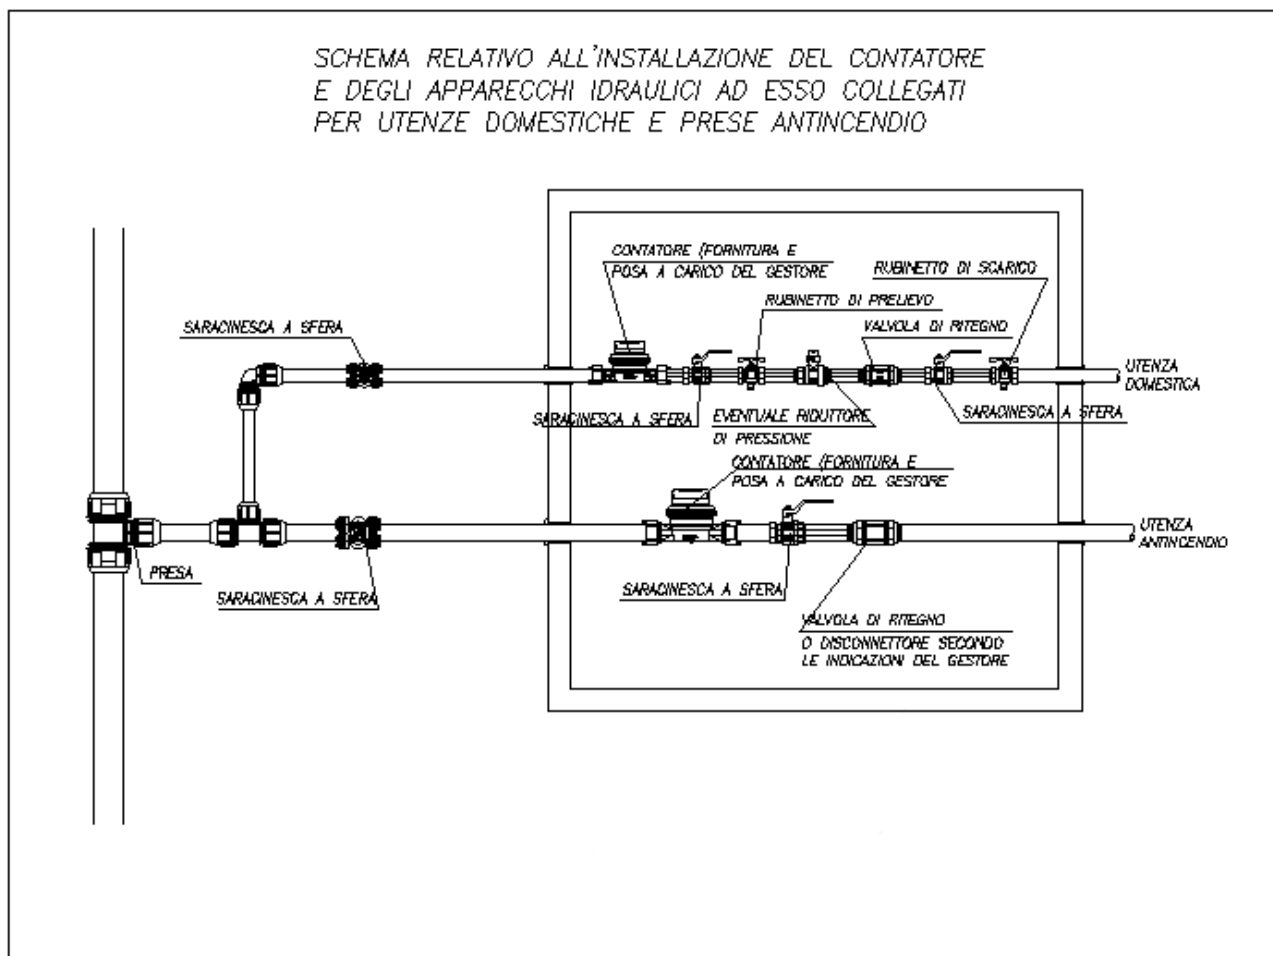 SCHEMA RELATIVO ALL'INSTALLAZIONE DEL CONTATORE
E DEGLI APPARECCHI IDRAULICI AD ESSO COLLEGATI
PER UTENZE DOMESTICHE E PRESE ANTINCENDIO
CONTATORE (FORNITURA E
POSA A CARICO DEL GESTORE
RUBINETTO DI SCARICO
RUBINETTO DI PRELIEVO
SARACINESCA A SFERA
VALVOLA DI RITEGNO
UTENZA
DOMESTICA
SARACINESCA A SFERA
EVENTUALE RIDUTTORE
DI PRESSIONE
SARACINESCA A SFERA
CONTATORE (FORNITURA E
POSA A CARICO DEL GESTORE
UTENZA
ANTINCENDIO
PRESA
SARACINESCA A SFERA
SARACINESCA A SFERA
VALVOLA DI RITEGNO
O DISCONNETTORE SECONDO
LE INDICAZIONI DEL GESTORE